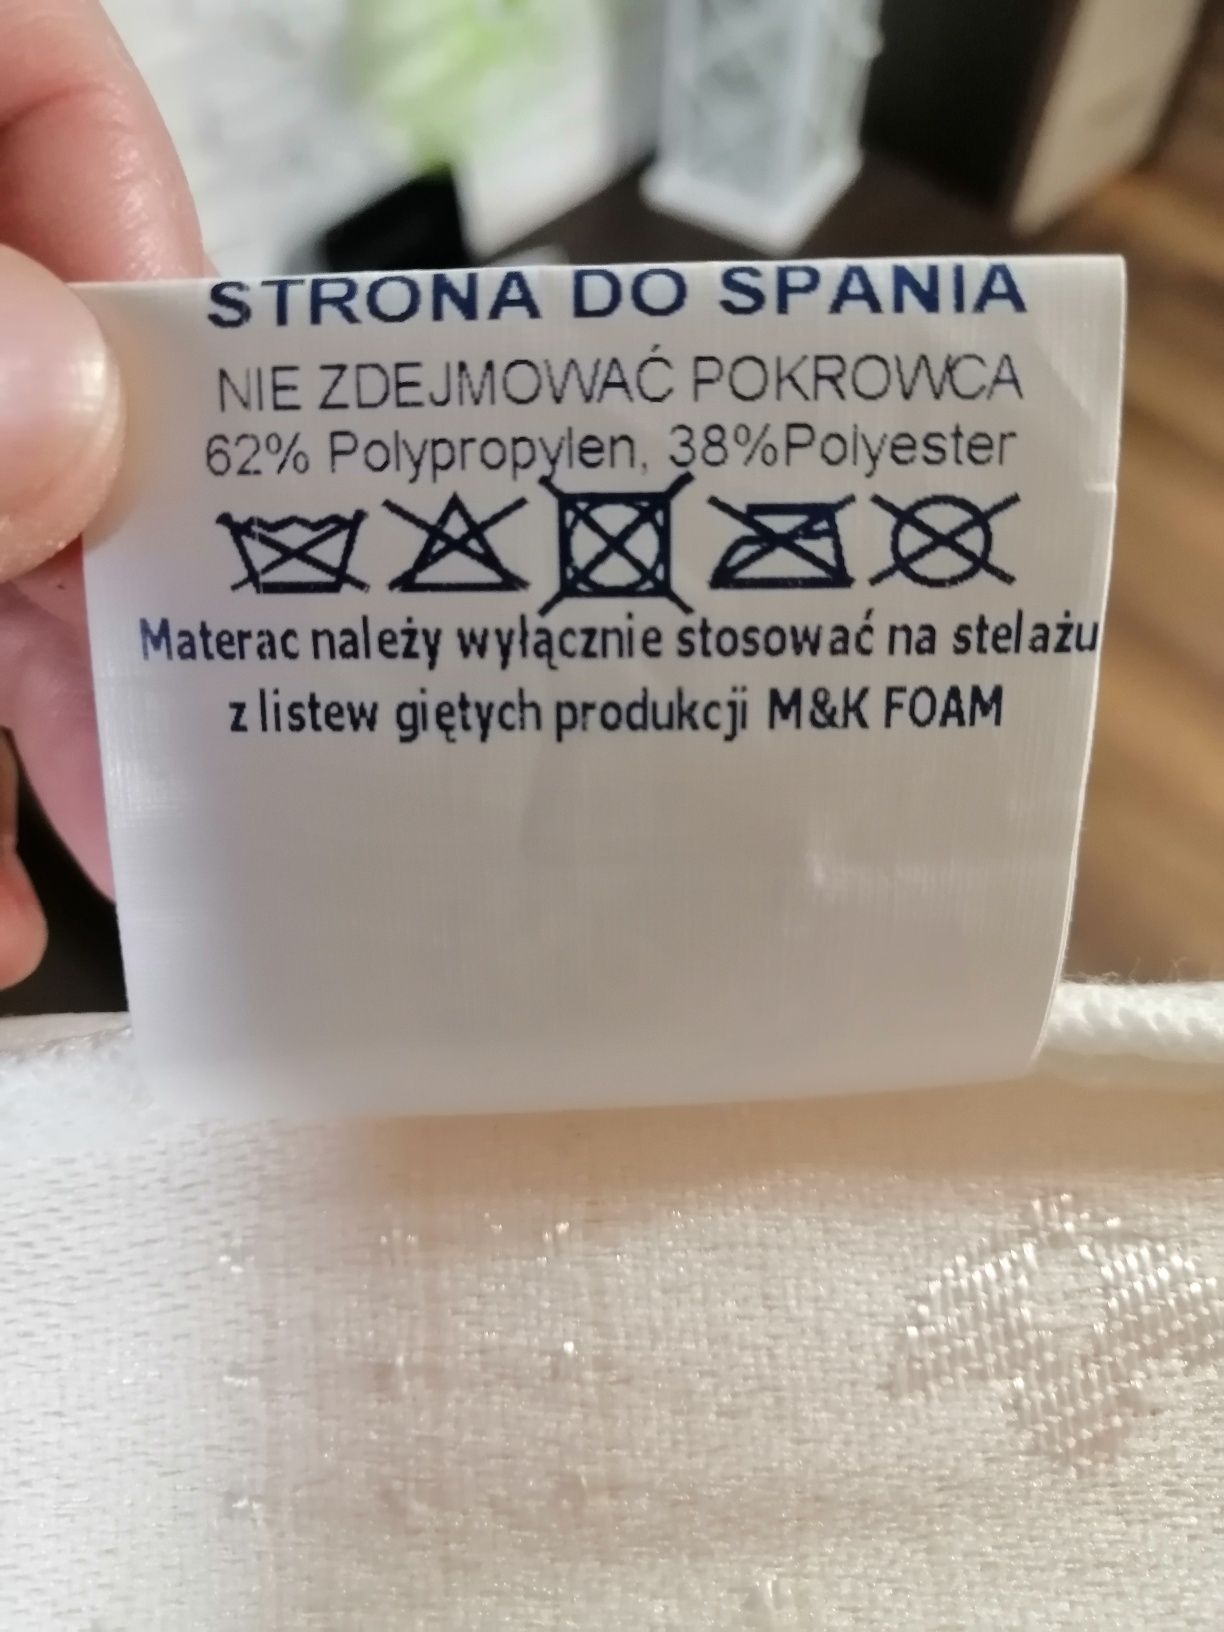 STRONA DO SPANIA
NIE ZDEJMOWAĆ POKROWCA
62% Polypropylen, 38%Polyester
Materac należy wyłącznie stosować na stelażu
z listew giętych produkcji M&K FOAM